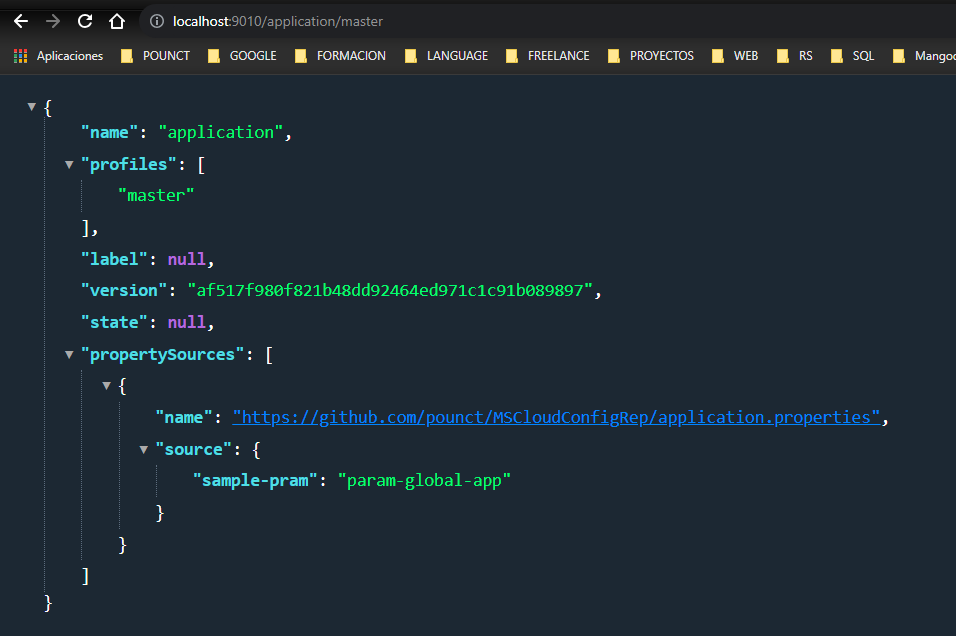 localhost:9010/application/master
Aplicaciones POUNCT GOOGLE FORMACION LANGUAGE FREELANCE PROYECTOS WEB RS SQL Mangoo
{
"name": "application",
"profiles": [
"master"
],
"label": null,
"version": "af517f980f821b48dd92464ed971c1c91b089897",
"state": null,
"propertySources": [
{
"name": "https://github.com/pounct/MSCloudConfigRep/application.properties",
"source": {
"sample-pram": "param-global-app"
}
}
]
}